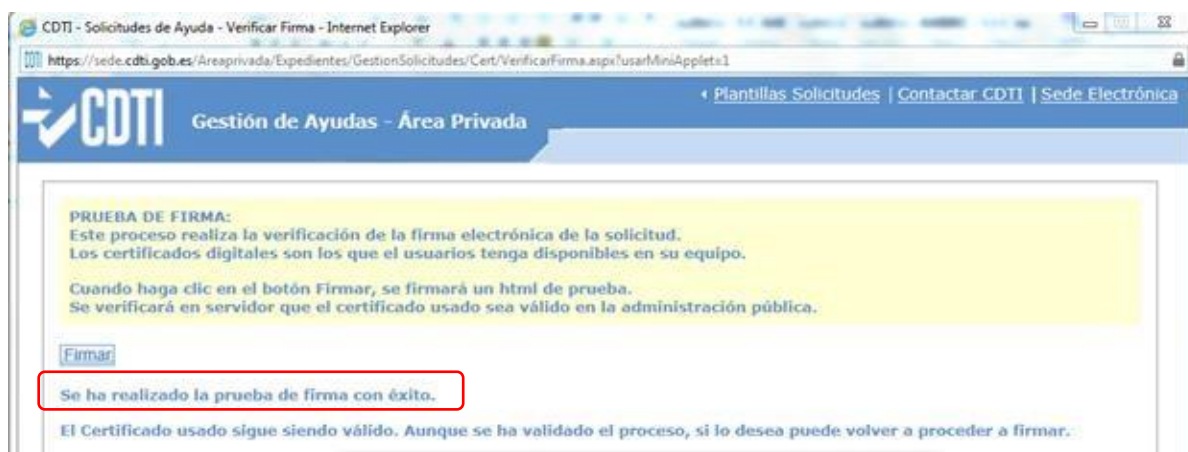 CDTI - Solicitudes de Ayuda - Verificar Firma - Internet Explorer
https://sede.cdti.gob.es/Areaprivada/Expedientes/GestionSolicitudes/Cert/VerificarFirma.aspx?usarMiniApplet=1
Plantillas Solicitudes | Contactar CDTI | Sede Electrónica
CDTI
Gestión de Ayudas - Área Privada
PRUEBA DE FIRMA:
Este proceso realiza la verificación de la firma electrónica de la solicitud.
Los certificados digitales son los que el usuarios tenga disponibles en su equipo.
Cuando haga clic en el botón Firmar, se firmará un html de prueba.
Se verificará en servidor que el certificado usado sea válido en la administración pública.
Firmar
Se ha realizado la prueba de firma con éxito.
El Certificado usado sigue siendo válido. Aunque se ha validado el proceso, si lo desea puede volver a proceder a firmar.